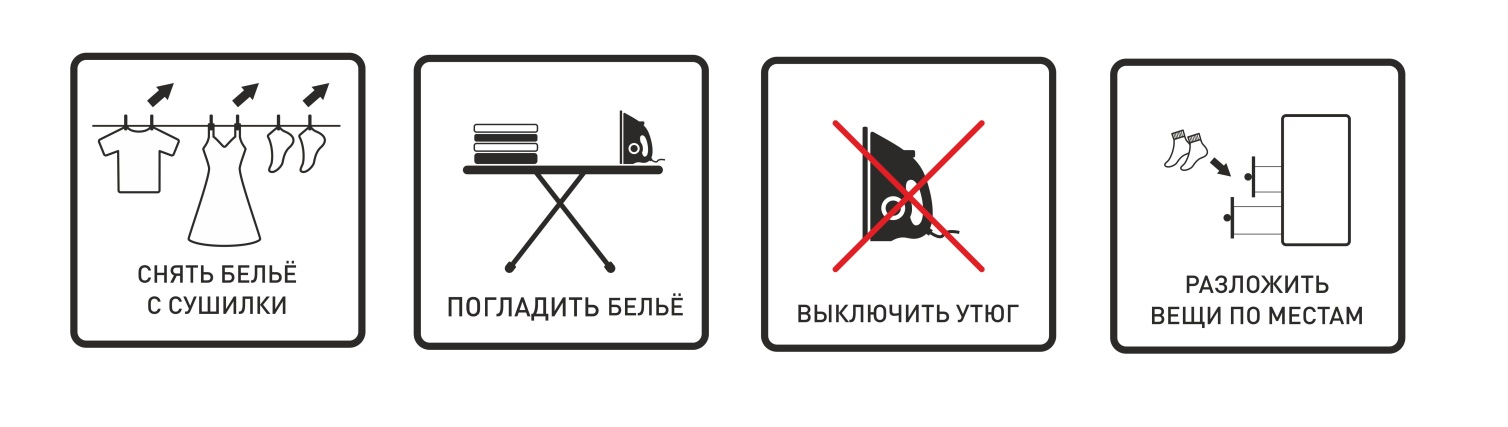 СНЯТЬ БЕЛЬЁ
С СУШИЛКИ
ПОГЛАДИТЬ БЕЛЬЁ
ВЫКЛЮЧИТЬ УТЮГ
РАЗЛОЖИТЬ
ВЕЩИ ПО МЕСТАМ